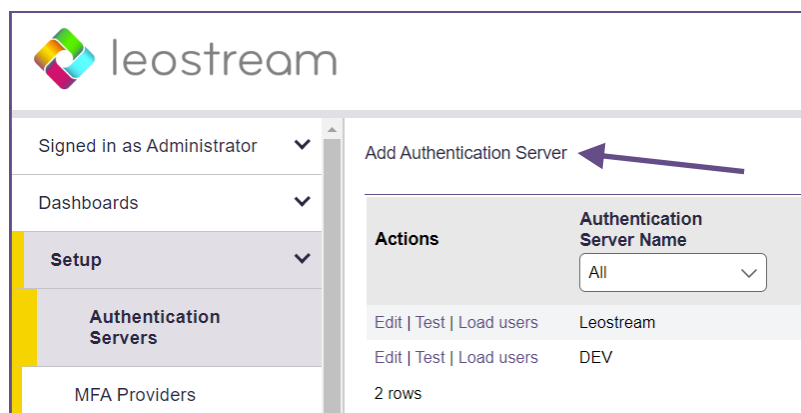 leostream
Signed in as Administrator
Dashboards
Setup
Authentication
Servers
MFA Providers
Add Authentication Server
Actions
Authentication
Server Name
All
Edit | Test | Load users Leostream
Edit | Test | Load users DEV
2 rows